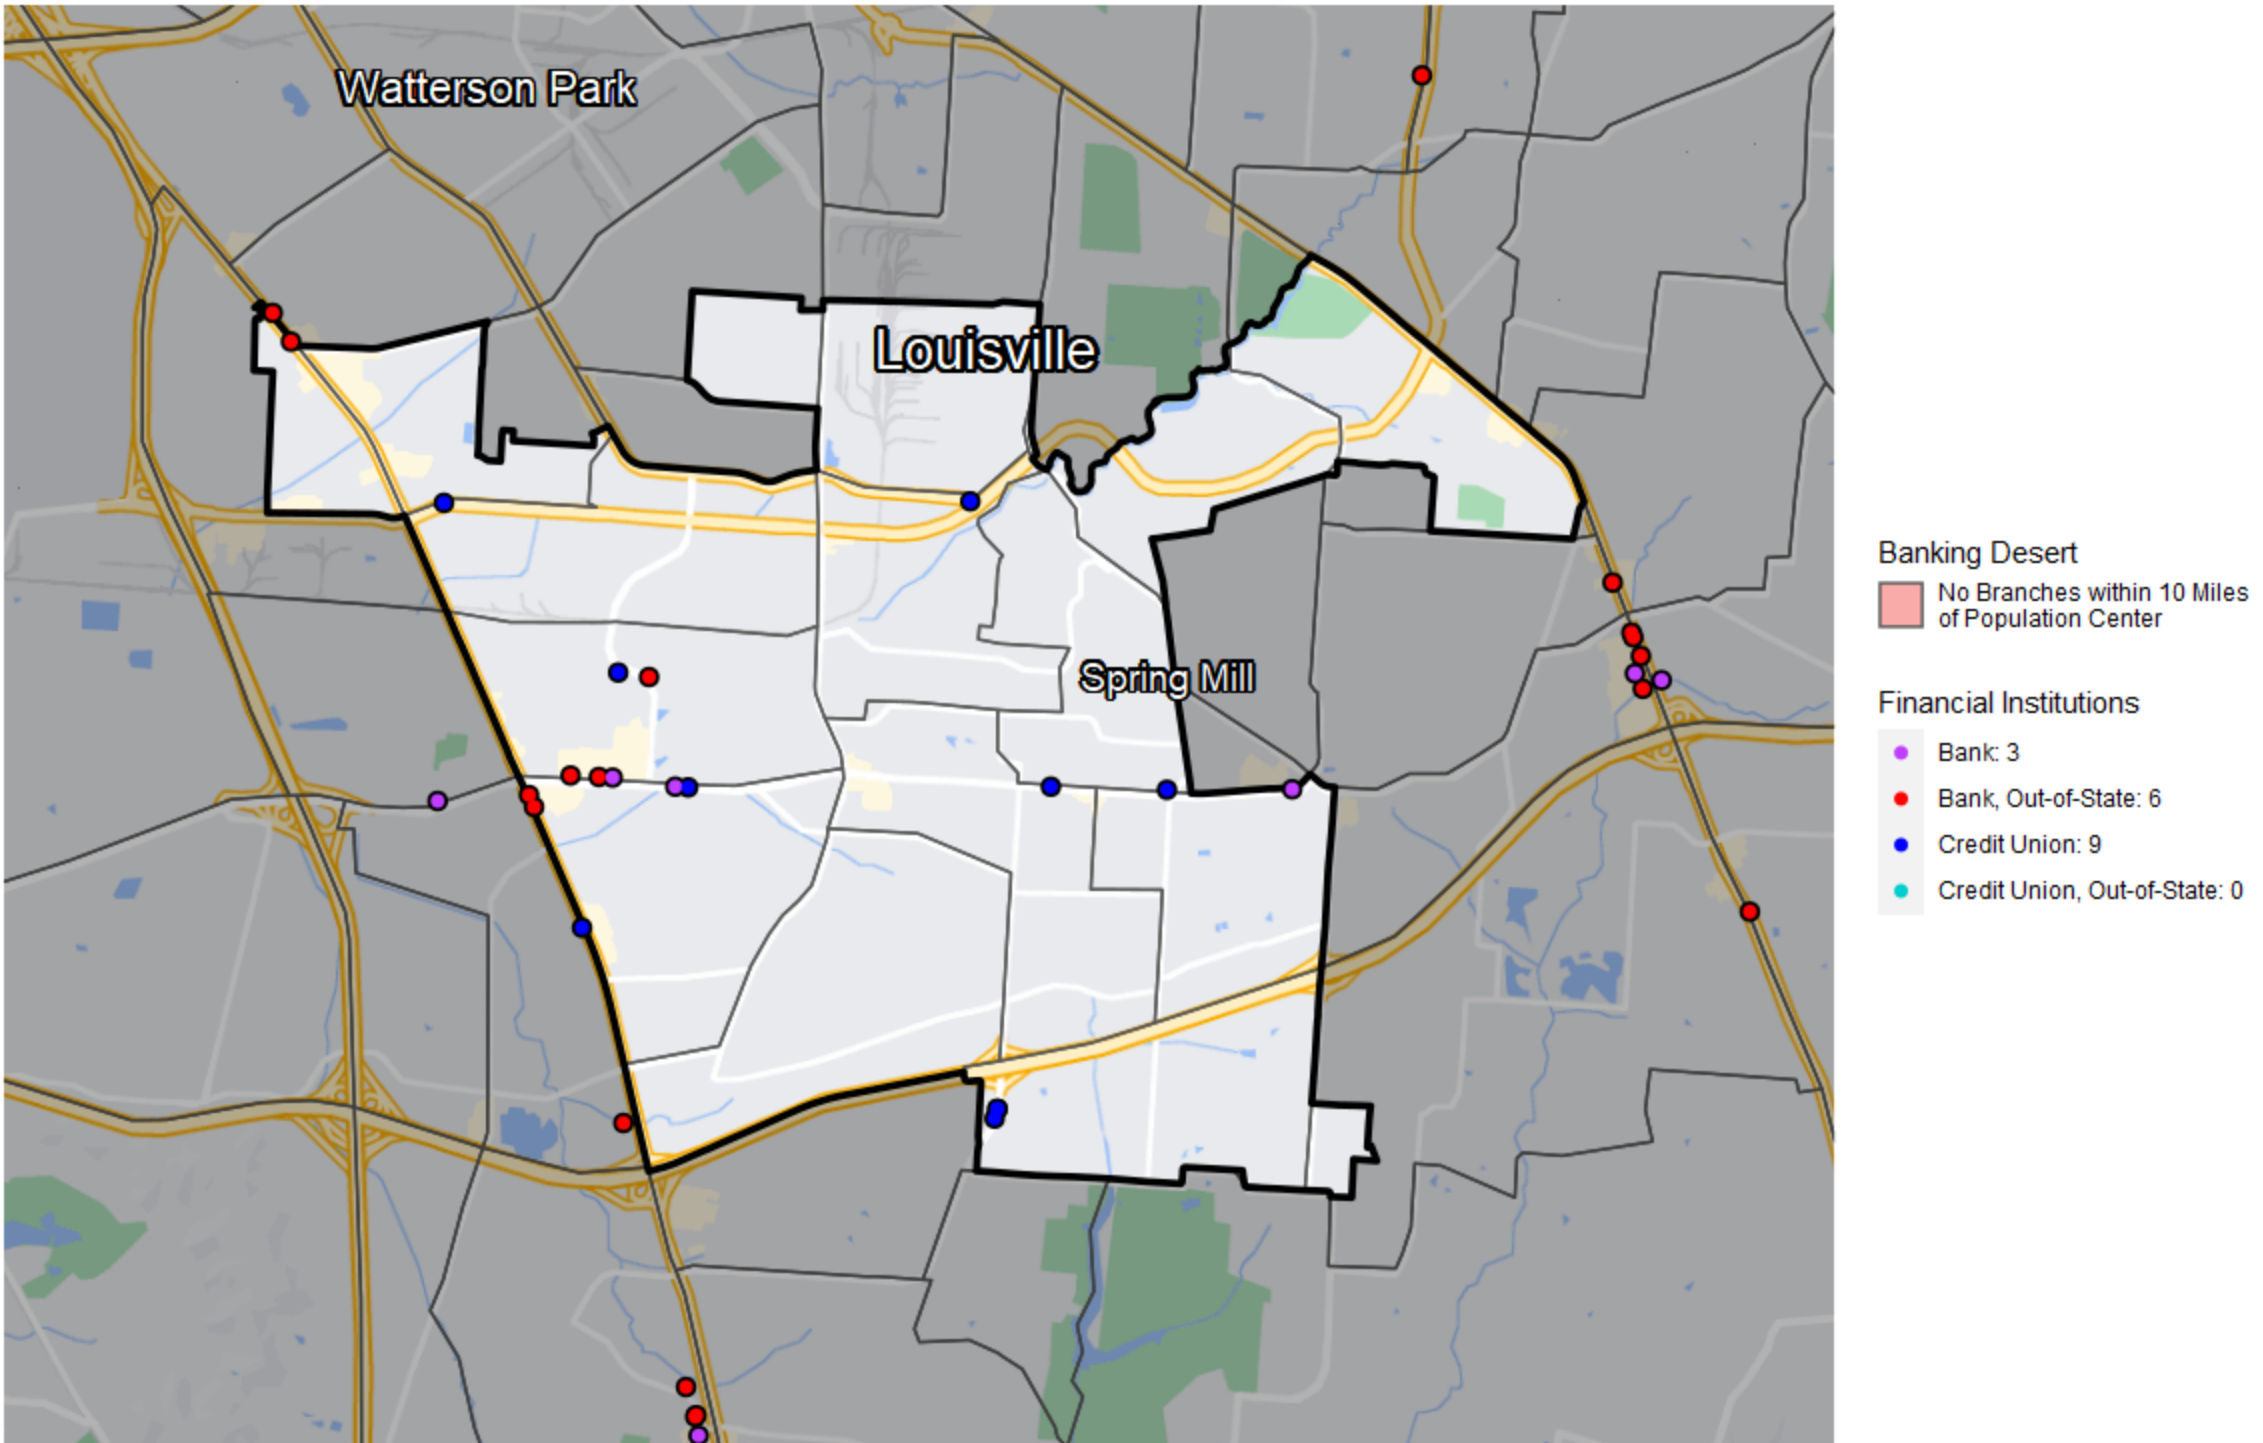 Watterson Park
Louisville
Spring Mill
Banking Desert
No Branches within 10 Miles
of Population Center
Financial Institutions
Bank: 3
Bank, Out-of-State: 6
Credit Union: 9
Credit Union, Out-of-State: 0